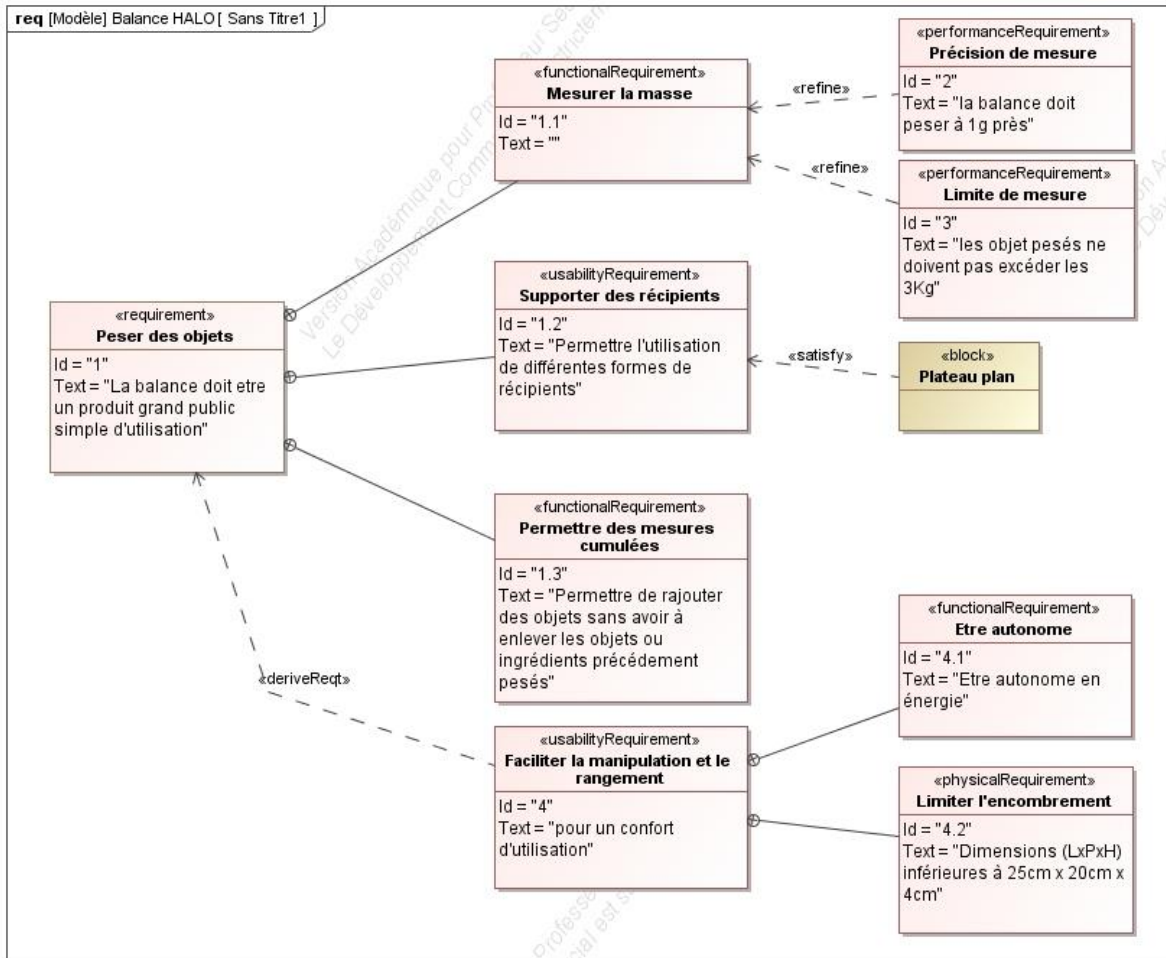 req [Modèle] Balance HALO [ Sans Titre1 ]
«performanceRequirement»
Précision de mesure
Id = "2"
Text = "la balance doit
peser à 1g près"
«functionalRequirement»
Mesurer la masse
Id = "1.1"
Text = ""
«refine»
«refine»
«performanceRequirement»
Limite de mesure
Id = "3"
Text = "les objet pesés ne
doivent pas excéder les
3Kg"
«usabilityRequirement»
Supporter des récipients
Id = "1.2"
Text = "Permettre l'utilisation
de différentes formes de
récipients"
«requirement»
Peser des objets
Id = "1"
Text = "La balance doit etre
un produit grand public
simple d'utilisation"
«satisfy»
«block»
Plateau plan
«functionalRequirement»
Permettre des mesures
cumulées
Id = "1.3"
Text = "Permettre de rajouter
des objets sans avoir à
enlever les objets ou
ingrédients précédement
pesés"
«deriveReqt»
«functionalRequirement»
Etre autonome
Id = "4.1"
Text = "Etre autonome en
énergie"
«usabilityRequirement»
Faciliter la manipulation et le
rangement
Id = "4"
Text = "pour un confort
d'utilisation"
«physicalRequirement»
Limiter l'encombrement
Id = "4.2"
Text = "Dimensions (LxPxH)
inférieures à 25cm x 20cm x
4cm"
Version Académique pour
Le Développement